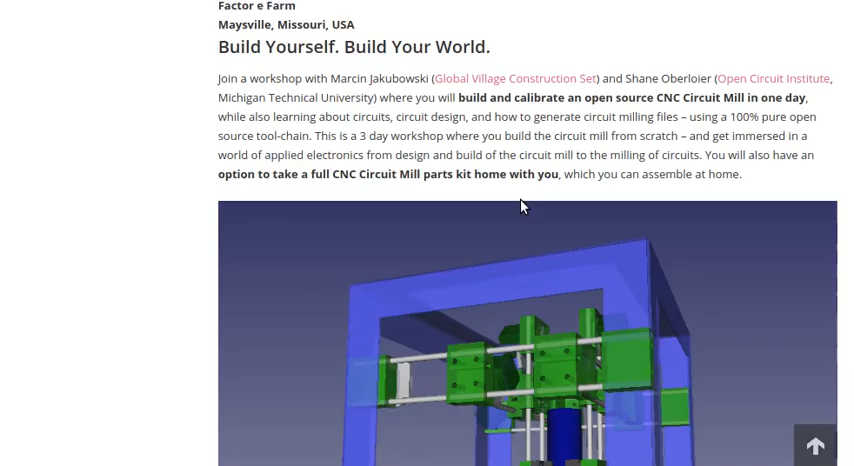 Factor e Farm
Maysville, Missouri, USA
Build Yourself. Build Your World.
Join a workshop with Marcin Jakubowski (Global Village Construction Set) and Shane Oberloier (Open Circuit Institute,
Michigan Technical University) where you will build and calibrate an open source CNC Circuit Mill in one day,
while also learning about circuits, circuit design, and how to generate circuit milling files – using a 100% pure open
source tool-chain. This is a 3 day workshop where you build the circuit mill from scratch – and get immersed in a
world of applied electronics from design and build of the circuit mill to the milling of circuits. You will also have an
option to take a full CNC Circuit Mill parts kit home with you, which you can assemble at home.